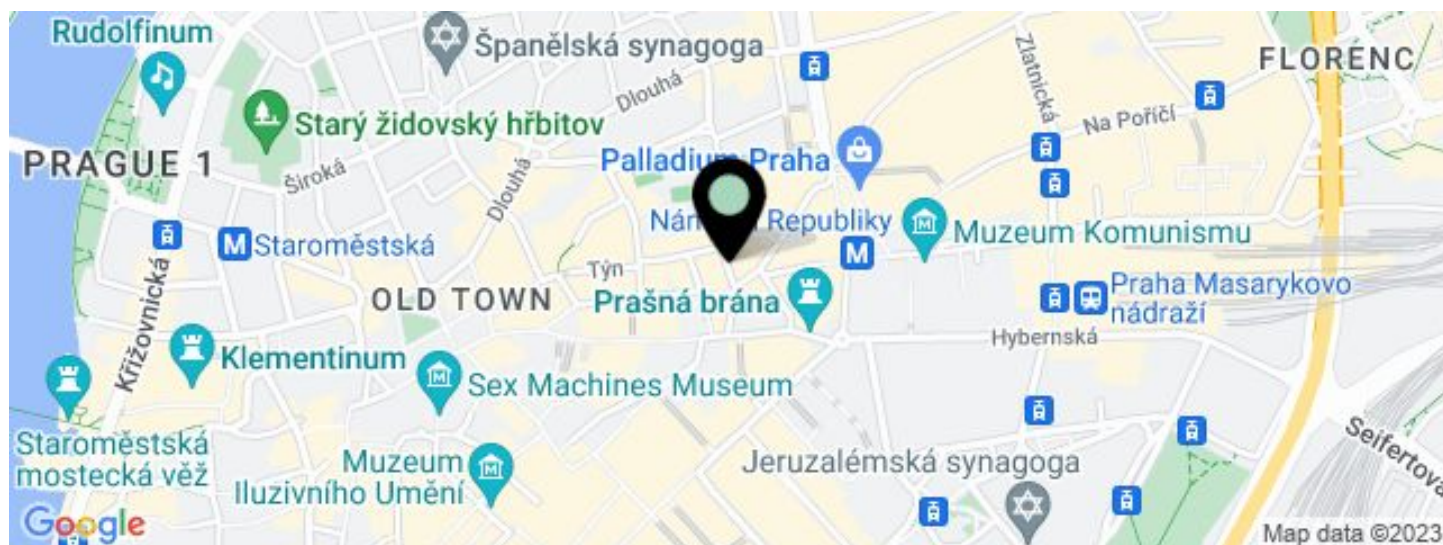 Rudolfinum
Španělská synagoga
Zlatnická
FLORENC
Dlouhá
Starý židovský hřbitov
Na Poříčí
PRAGUE 1
Široká
Dlouhá
Palladium Praha
Republiky
Muzeum Komunismu
M Staroměstská
M
Týn
OLD TOWN
Prašná brána
Praha Masarykovo
nádraží
Křižovnická
Klementinum
Hybernská
Sex Machines Museum
Staroměstská
mostecká věž
Muzeum
Iluzivního Umění
Jeruzalémská synagoga
Seifertova
Google
Map data ©2023